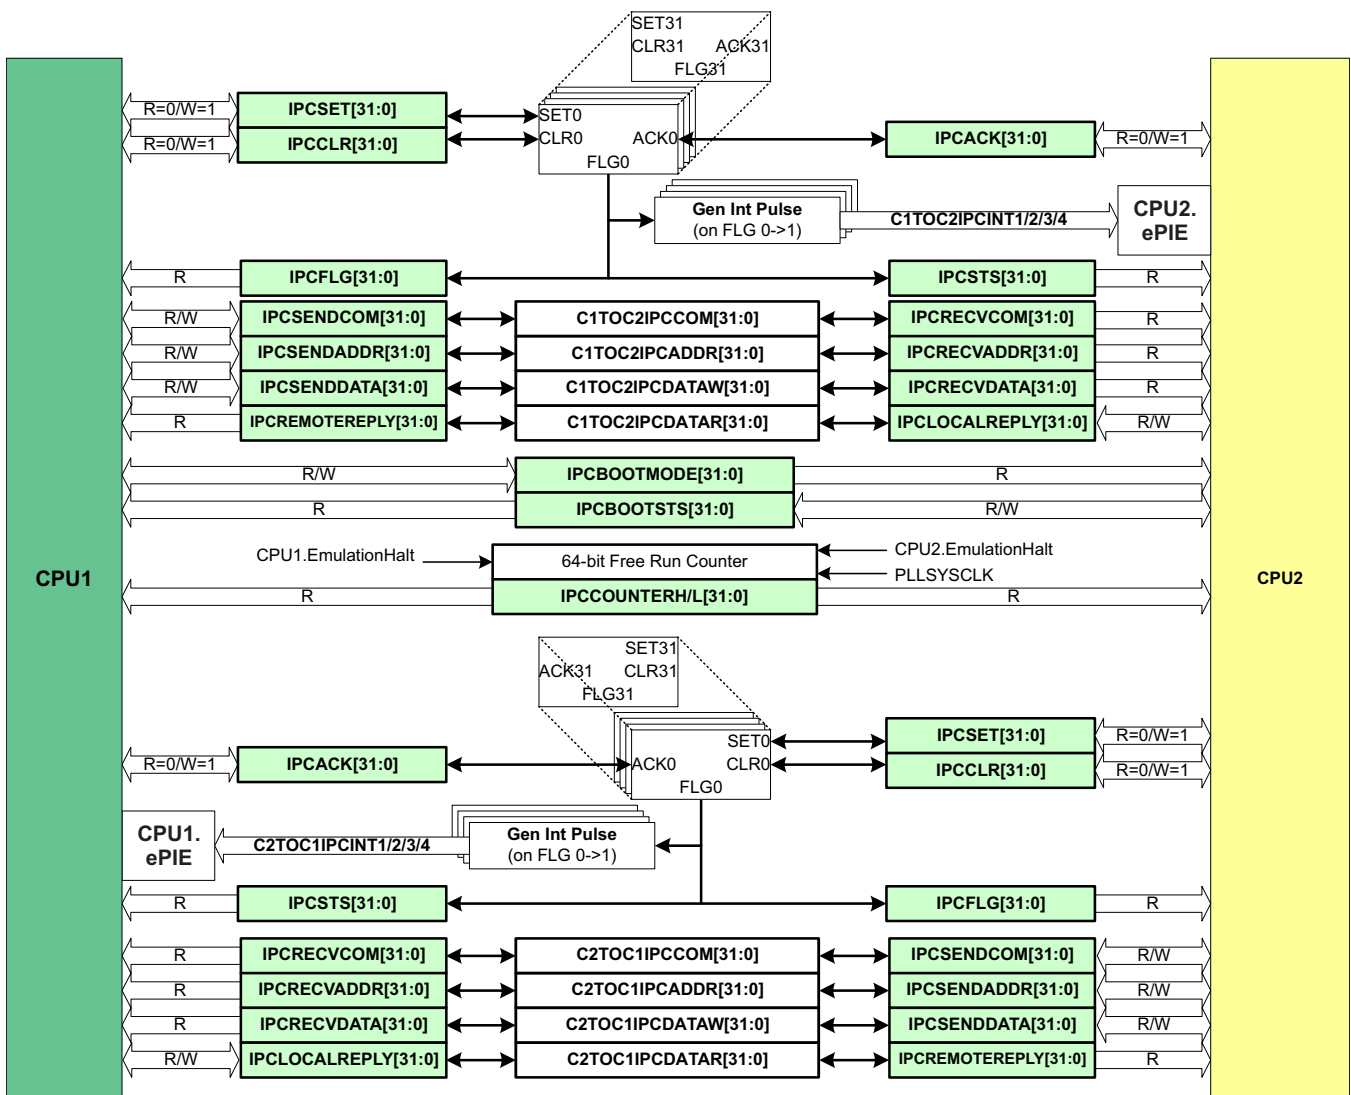 SET31
CLR31 ACK31
FLG31
R=0/W=1 IPCSET[31:0] SET0
R=0/W=1 IPCCLR[31:0] CLR0 ACK0 IPCACK[31:0] R=0/W=1
FLG0
Gen Int Pulse
(on FLG 0->1)
C1TOC2IPCINT1/2/3/4
CPU2.
ePIE
R IPCFLG[31:0] IPCSTS[31:0] R
R/W IPCSENDCOM[31:0] C1TOC2IPCCOM[31:0] IPCRECVCOM[31:0] R
R/W IPCSENDADDR[31:0] C1TOC2IPCADDR[31:0] IPCRECVADDR[31:0] R
R/W IPCSENDDATA[31:0] C1TOC2IPCDATAW[31:0] IPCRECVDATA[31:0] R
R IPCREMOTEREPLY[31:0] C1TOC2IPCDATAR[31:0] IPCLOCALREPLY[31:0] R/W
R/W IPCBOOTMODE[31:0] R
R IPCBOOTSTS[31:0] R/W
CPU1.EmulationHalt 64-bit Free Run Counter CPU2.EmulationHalt
PLLSYSCLK
CPU1
CPU2
R IPCCOUNTERH/L[31:0] R
SET31
ACK31 CLR31
FLG31
SET0 IPCSET[31:0] R=0/W=1
R=0/W=1 IPCACK[31:0] ACK0 CLR0 IPCCLR[31:0] R=0/W=1
FLG0
CPU1.
ePIE
C2TOC1IPCINT1/2/3/4
Gen Int Pulse
(on FLG 0->1)
R IPCSTS[31:0] IPCFLG[31:0] R
R IPCRECVCOM[31:0] C2TOC1IPCCOM[31:0] IPCSENDCOM[31:0] R/W
R IPCRECVADDR[31:0] C2TOC1IPCADDR[31:0] IPCSENDADDR[31:0] R/W
R IPCRECVDATA[31:0] C2TOC1IPCDATAW[31:0] IPCSENDDATA[31:0] R/W
R/W IPCLOCALREPLY[31:0] C2TOC1IPCDATAR[31:0] IPCREMOTEREPLY[31:0] R